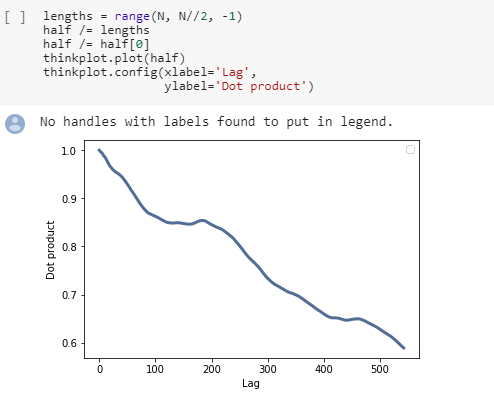 [ ] lengths = range(N, N//2, -1)
half /= lengths
half /= half[0]
thinkplot.plot(half)
thinkplot.config(xlabel='Lag',
ylabel='Dot product')
No handles with labels found to put in legend.
1.0
0.9
0.8
0.7
0.6
Dot product
0 100 200 300 400 500
Lag